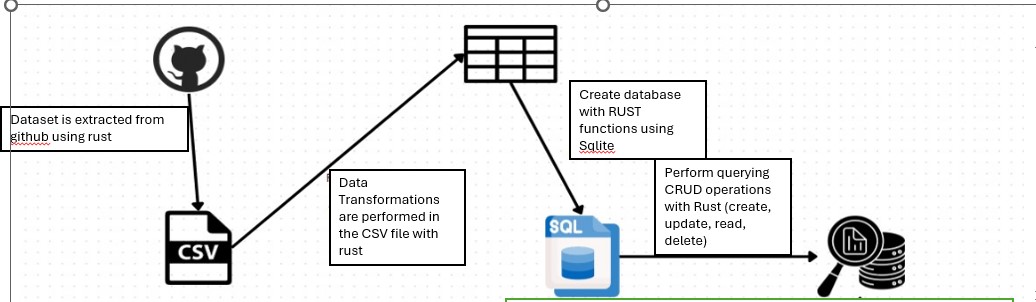 Dataset is extracted from
github using rust
Create database
with RUST
functions using
Sqlite
Perform querying
CRUD operations
with Rust (create,
update, read,
delete)
Data
Transformations
are performed in
the CSV file with
rust
CSV
SQL